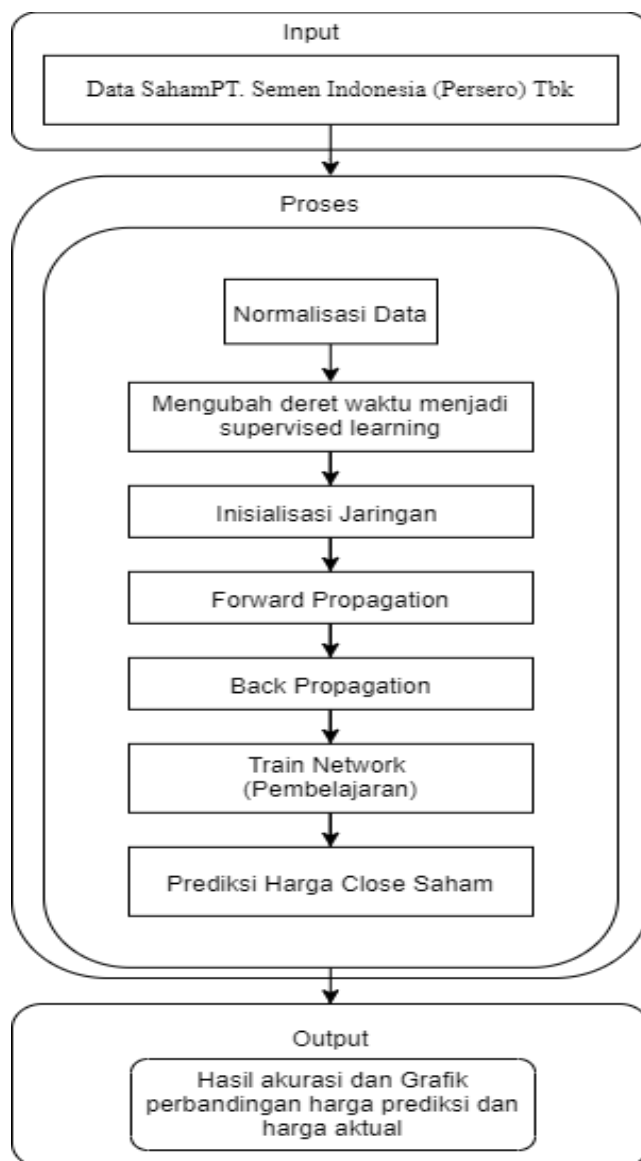 Input
Data SahamPT. Semen Indonesia (Persero) Tbk
Proses
Normalisasi Data
Mengubah deret waktu menjadi
supervised learning
Inisialisasi Jaringan
Forward Propagation
Back Propagation
Train Network
(Pembelajaran)
Prediksi Harga Close Saham
Output
Hasil akurasi dan Grafik
perbandingan harga prediksi dan
harga aktual